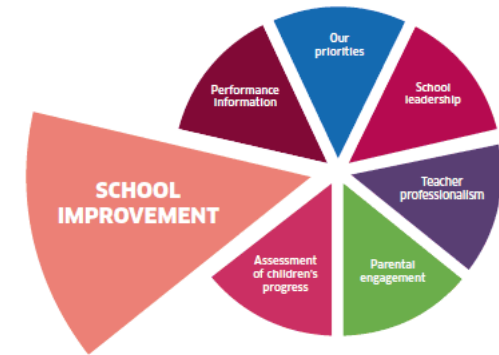 Our
priorities
School
leadership
Teacher
professionalism
Parental
engagement
Assessment
of children's
progress
SCHOOL
IMPROVEMENT
Performance
information